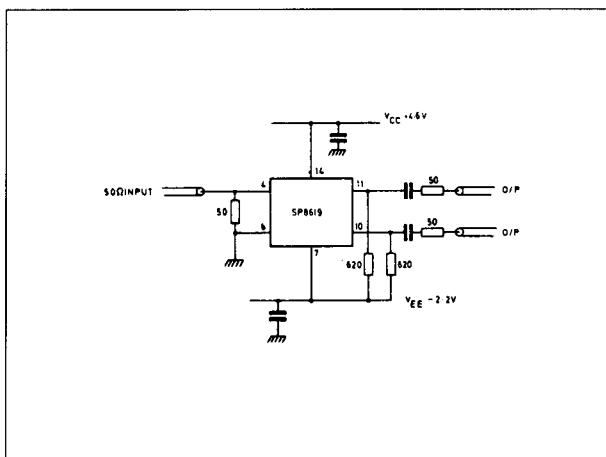 VCC +4.6V
14
50ΩINPUT
4
11
50
O/P
SP8619
50
6
10
50
O/P
7
620
620
VEE -2.2V